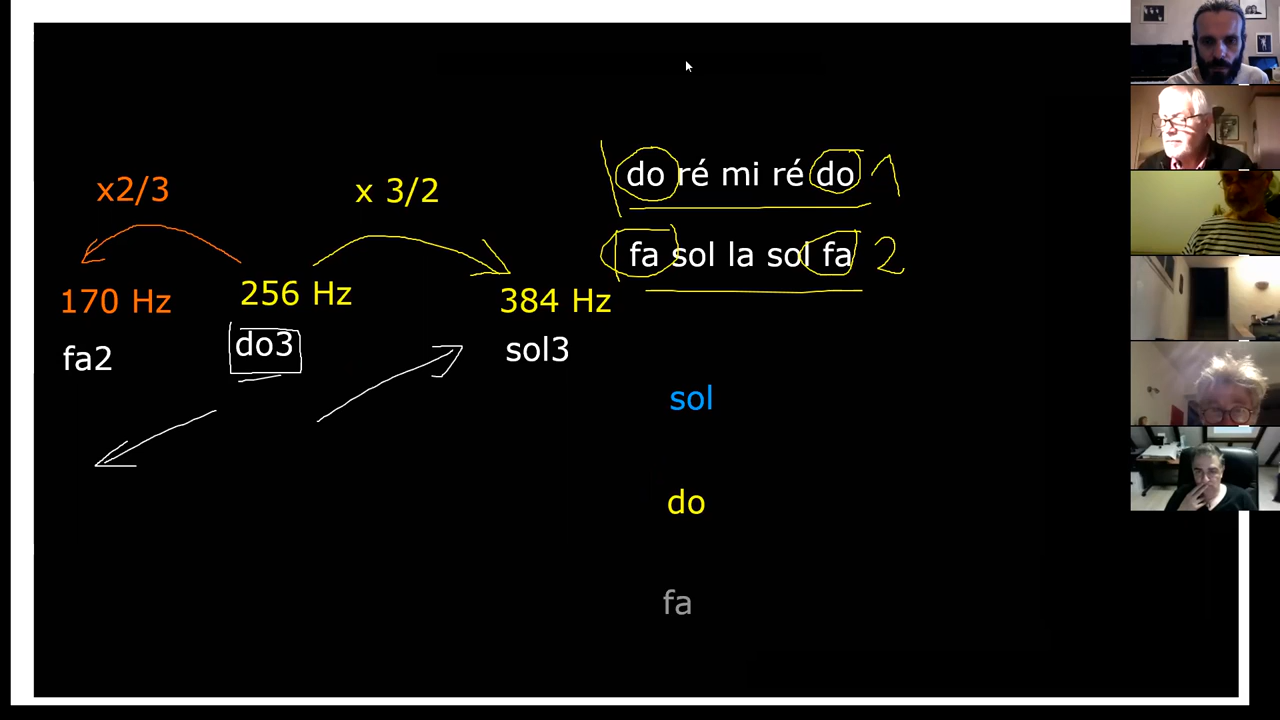 x2/3
x 3/2
170 Hz
256 Hz
384 Hz
fa2
do3
sol3
do ré mi ré do 1
fa sol la sol fa 2
sol
do
fa